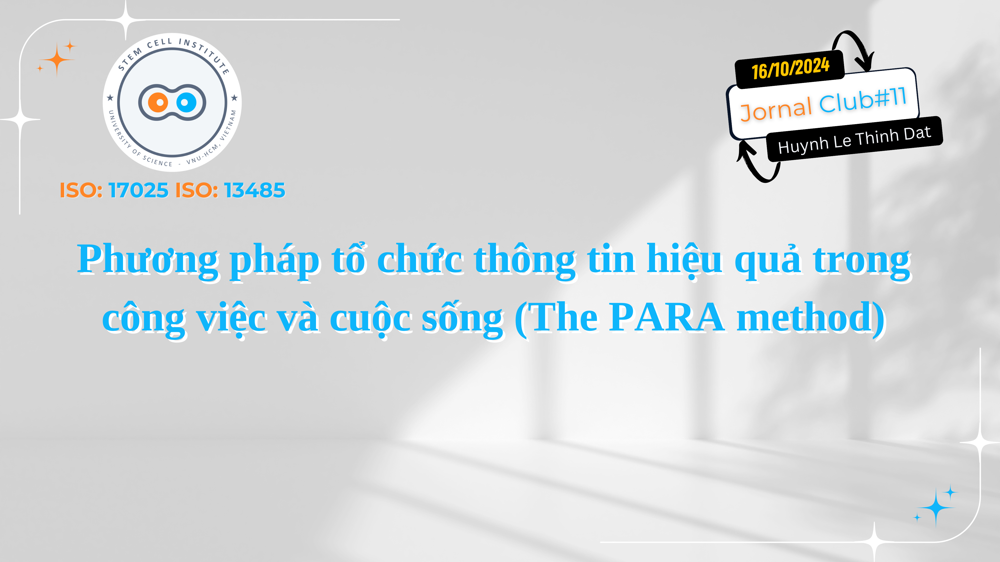 STEM CELL INSTITUTE
★ ★
UNIVERSITY OF SCIENCE - VNU-HCM, VIETNAM
ISO: 17025 ISO: 13485
16/10/2024
Jornal Club#11
Huynh Le Thinh Dat
Phương pháp tổ chức thông tin hiệu quả trong
công việc và cuộc sống (The PARA method)